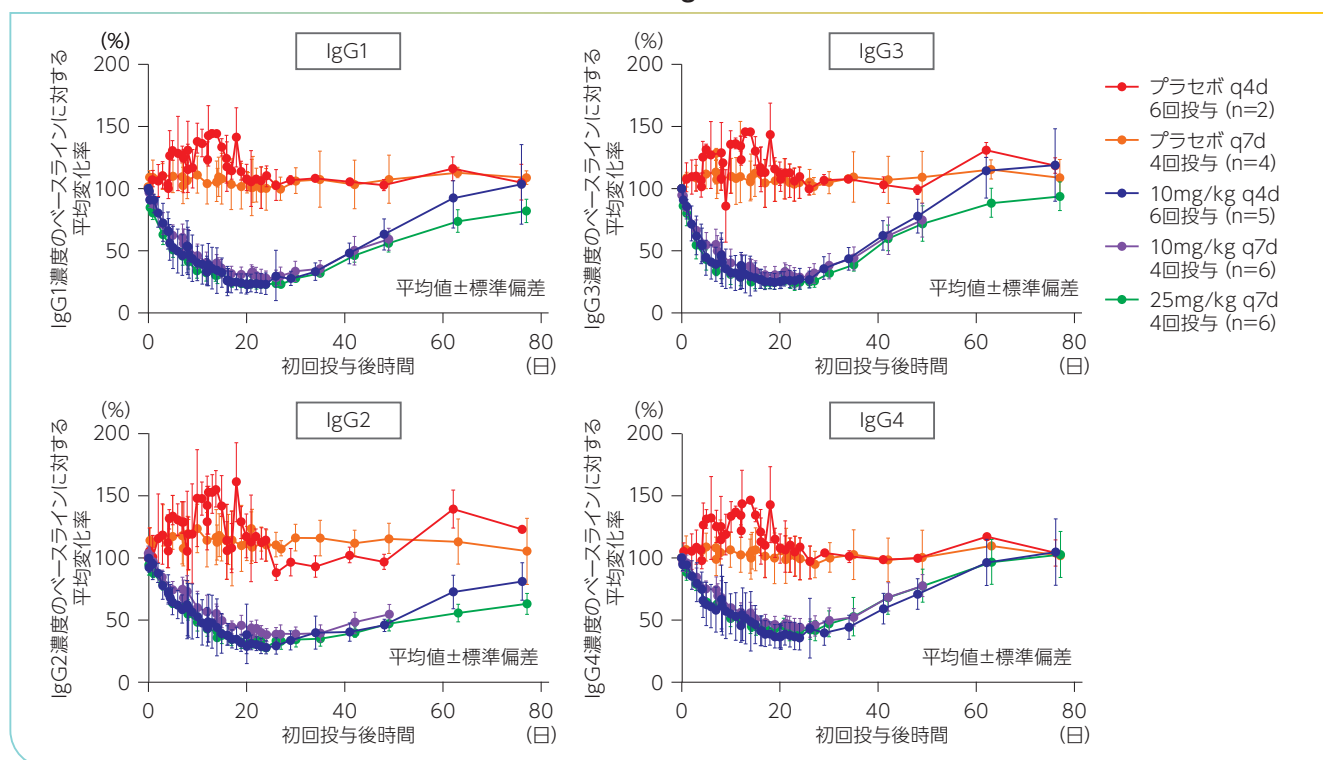 g
(%)
IgG1
200
150
100
50
0
IgG1濃度のベースラインに対する
平均変化率
平均値±標準偏差
0 20 40 60 80
初回投与後時間 (日)
(%)
IgG3
200
150
100
50
0
IgG3濃度のベースラインに対する
平均変化率
平均値±標準偏差
0 20 40 60 80
初回投与後時間 (日)
プラセボ q4d
6回投与 (n=2)
プラセボ q7d
4回投与 (n=4)
10mg/kg q4d
6回投与 (n=5)
10mg/kg q7d
4回投与 (n=6)
25mg/kg q7d
4回投与 (n=6)
(%)
IgG2
200
150
100
50
0
IgG2濃度のベースラインに対する
平均変化率
平均値±標準偏差
0 20 40 60 80
初回投与後時間 (日)
(%)
IgG4
200
150
100
50
0
IgG4濃度のベースラインに対する
平均変化率
平均値±標準偏差
0 20 40 60 80
初回投与後時間 (日)